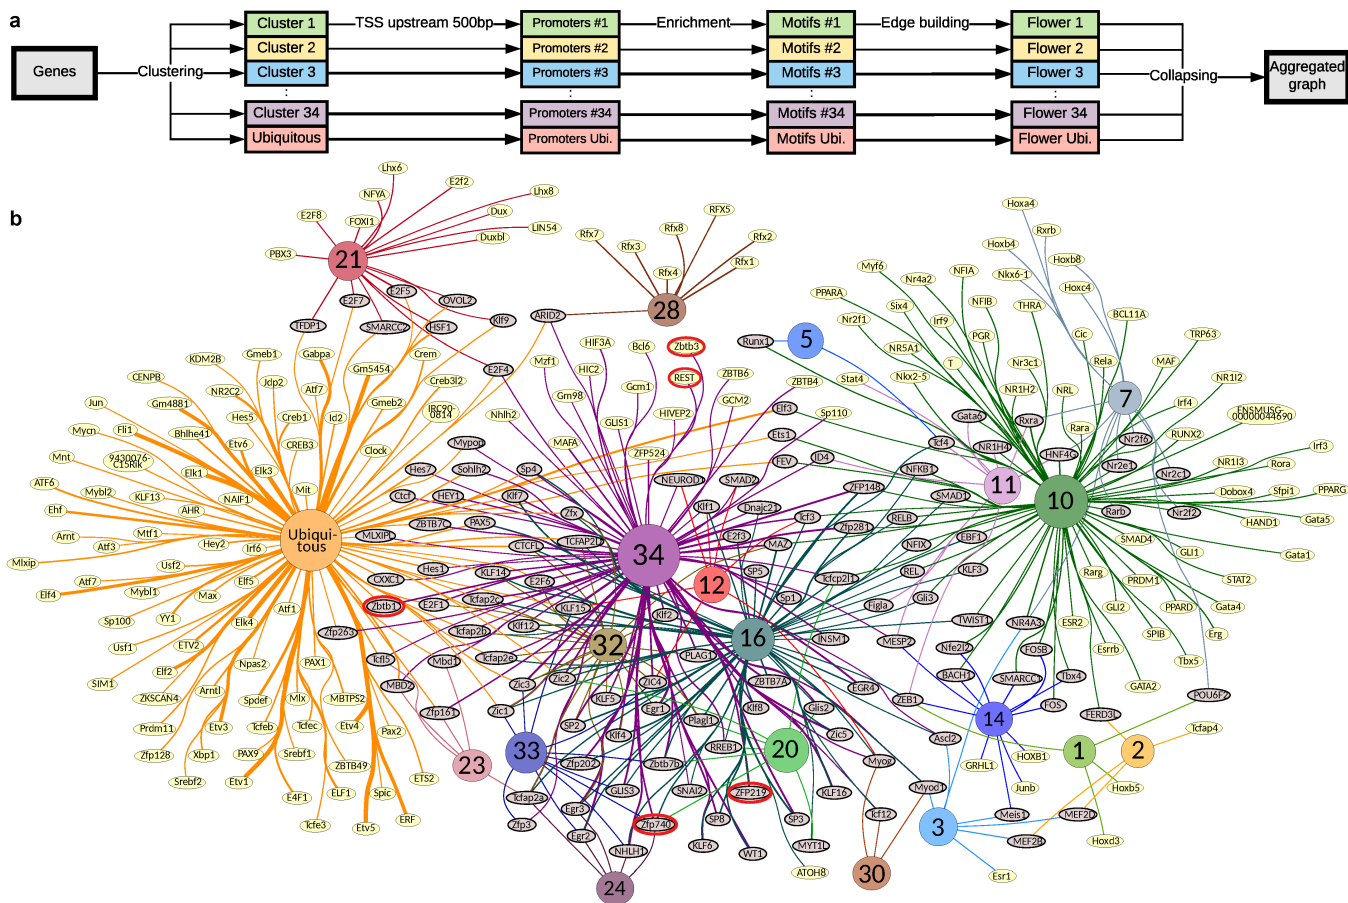 a
Genes
Clustering
Cluster 1
Cluster 2
Cluster 3
:
Cluster 34
Ubiquitous
TSS upstream 500bp
Promoters #1
Promoters #2
Promoters #3
:
Promoters #34
Promoters Ubi.
Enrichment
Motifs #1
Motifs #2
Motifs #3
:
Motifs #34
Motifs Ubi.
Edge building
Flower 1
Flower 2
Flower 3
:
Flower 34
Flower Ubi.
Collapsing
Aggregated
graph
b
Lhx6
NFYA
E2f2
Lhx8
E2F8
FOXI1
Dux
LIN54
Duxbl
PBX3
21
E2F7
E2F5
OVOL2
TFDP1
SMARCC2
HSF1
Klf9
E2F4
RFX5
Rfx7
Rfx3
Rfx8
Rfx2
Rfx4
Rfx1
28
ARID2
Hoxa4
Rxrb
Hoxb4
Hoxb8
Nkx6-1
Hoxc4
Myf6
Nr4a2
NFIA
PPARA
Six4
NFIB
THRA
Nr2f1
Irf9
PGR
Cic
BCL11A
TRP63
NR5A1
T
Nr3c1
Rela
MAF
Nkx2-5
NR1H2
NRL
7
NR1I2
Irf4
ENSMUSG-
00000044690
Runx1
5
Stat4
Gata6
Rxra
Rara
Nr2f6
RUNX2
Irf3
NR1H4
HNF4G
Nr2e1
Nr2c1
NR1I3
Rora
11
10
Rarb
Nr2f2
Dobox4
Sfpi1
PPARG
HAND1
Gata5
SMAD4
GLI1
Gata1
Rarg
PRDM1
STAT2
GLI2
PPARD
Gata4
ESR2
SPIB
Erg
Esrrb
Tbx5
GATA2
POU6F2
KDM2B
Gmeb1
Gabpa
Crem
CENPB
NR2C2
Jdp2
Atf7
Gm5454
Creb3l2
Jun
Gm4881
Hes5
Creb1
Id2
Gmeb2
IRC900814
Mycn
Fli1
Bhlhe41
Etv6
CREB3
Clock
Mnt
9430076-
C15Rik
Elk1
Elk3
ATF6
Mybl2
KLF13
NAIF1
Mit
Ehf
AHR
Arnt
Mtf1
Hey2
Irf6
Ubiqui-
tous
Mlxip
Atf3
Usf2
Elf5
Atf7
Mybl1
Max
Atf1
Elf4
Sp100
YY1
Elk4
Usf1
ETV2
Npas2
PAX1
SIM1
Elf2
Arntl
Mlx
MBTPS2
ZKSCAN4
Spdef
Tcfec
Etv4
Pax2
Prdm11
Etv3
Tcfeb
Srebf1
Zfp128
Xbp1
PAX9
ZBTB49
ETS2
Srebf2
Etv1
E4F1
ELF1
Spic
Tcfe3
Etv5
ERF
HIF3A
Bcl6
Zbtb3
Mzf1
HIC2
REST
ZBTB6
ZBTB4
Gm98
Gcm1
GCM2
Nhlh2
GLIS1
HIVEP2
Elf3
Sp110
MAFA
ZFP524
Ets1
Tcf4
Mypop
FEV
ID4
NFKB1
Hes7
Sohlh2
Sp4
NEUROD1
SMAD2
ZFP148
SMAD1
Ctcf
HEY1
Klf7
Zfx
Klf1
Dnajc21
Tcf3
Zfp281
RELB
ZBTB7C
PAX5
TCFAP2D
34
E2f3
MAZ
NFIX
EBF1
MLXIPL
CTCFL
SP5
REL
KLF3
CXXC1
Hes1
KLF14
E2F6
12
Tcfcp2l1
Zbtb1
E2F1
Tcfap2c
KLF15
Klf2
Sp1
Figla
Gli3
Zfp263
Tcfap2b
Klf12
32
16
INSM1
MESP2
TWIST1
NR4A3
Tcfl5
Mbd1
Tcfap2e
PLAG1
Nfe2l2
FOSB
MBD2
Zic3
Zic2
ZIC4
ZBTB7A
EGR4
ZEB1
BACH1
SMARCC1
Tbx4
Zfp161
Zic1
KLF5
Egr1
Klf8
Glis2
FOS
SP2
Klf4
Plagl1
Zic5
Ascl2
14
FERD3L
Tcfap4
23
33
Zfp202
Zbtb7b
RREB1
20
Myog
GRHL1
HOXB1
1
2
Tcfap2a
GLIS3
SNAI2
ZFP219
KLF16
Myod1
Junb
Hoxb5
Zfp3
Egr3
Zfp740
SP8
SP3
Tcf12
3
Meis1
MEF2D
Egr2
NHLH1
KLF6
WT1
MYT1L
MEF2B
Hoxd3
24
ATOH8
30
Esr1